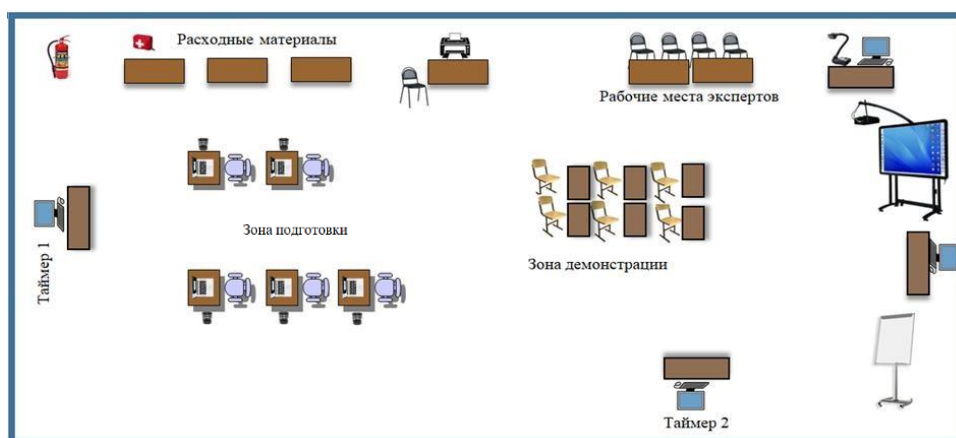 Расходные материалы
Рабочие места экспертов
Зона подготовки
Таймер 1
Зона демонстрации
Таймер 2